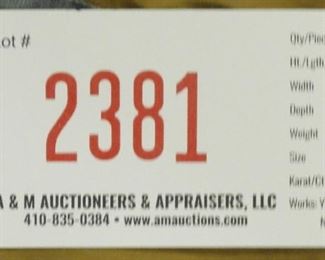 ot #
2381
A & M AUCTIONEERS & APPRAISERS, LLC
410-835-0384 • www.amauctions.com
Qty/Piec
Ht./Lgth
Width
Depth
Weight
Size
Karat/Ct
Works: Y
N